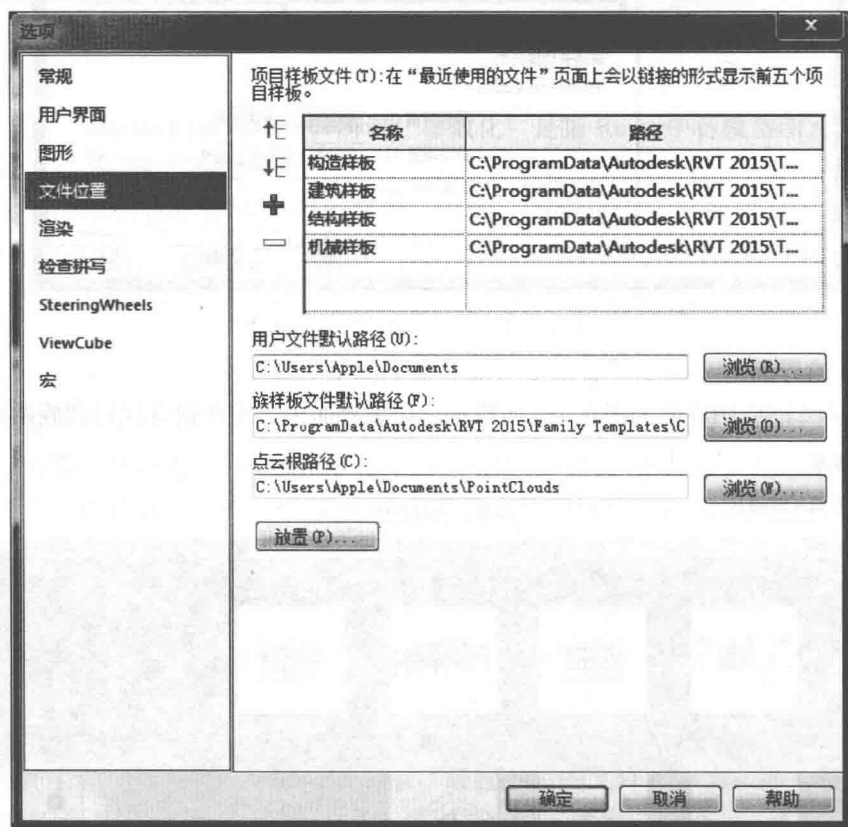 选项
常规
用户界面
图形
文件位置
渲染
检查拼写
SteeringWheels
ViewCube
宏
项目样板文件(T):在“最近使用的文件”页面上会以链接的形式显示前五个项
目样板。
名称 路径
构造样板 C:\ProgramData\Autodesk\RVT 2015\T...
建筑样板 C:\ProgramData\Autodesk\RVT 2015\T...
结构样板 C:\ProgramData\Autodesk\RVT 2015\T...
机械样板 C:\ProgramData\Autodesk\RVT 2015\T...
用户文件默认路径(U):
C:\Users\Apple\Documents 浏览(R)...
族样板文件默认路径(F):
C:\ProgramData\Autodesk\RVT 2015\Family Templates\C 浏览(O)...
点云根路径(C):
C:\Users\Apple\Documents\PointClouds 浏览(W)...
放置(P)...
确定 取消 帮助